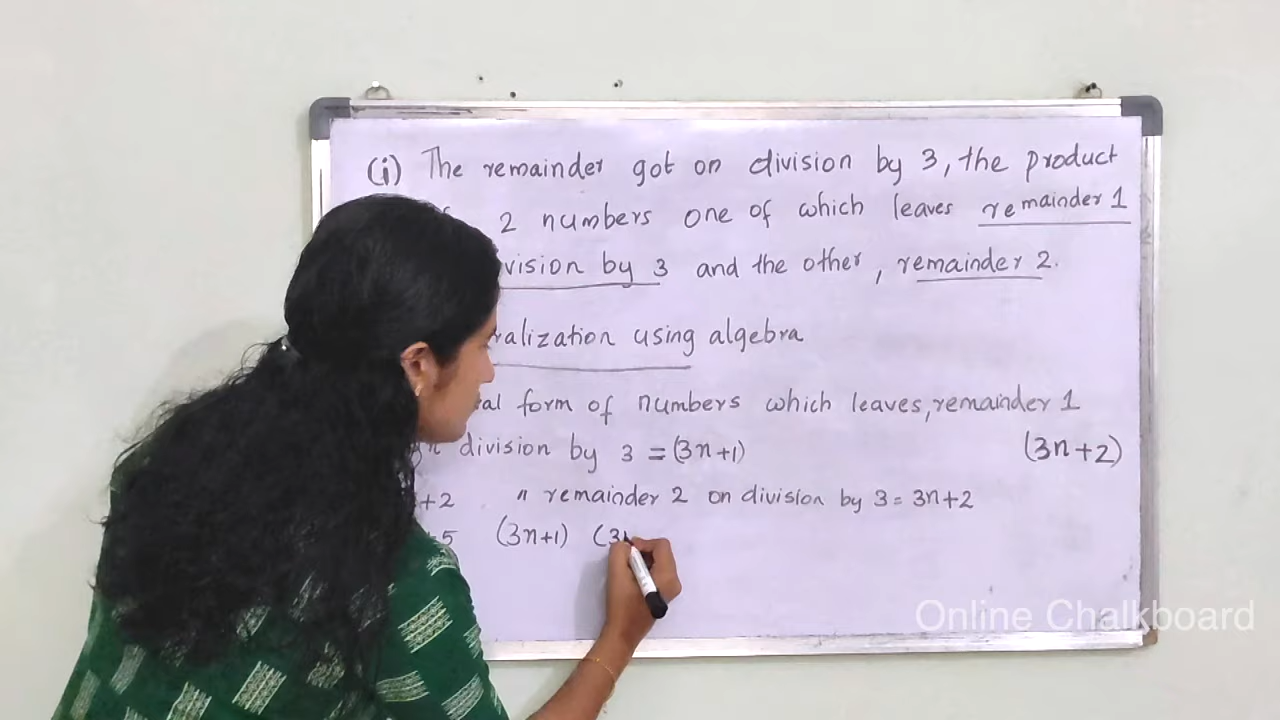 (i) The remainder got on division by 3, the product
2 numbers one of which leaves remainder 1
vision by 3 and the other, remainder 2.
ralization using algebra
al form of numbers which leaves, remainder 1
division by 3 = (3n+1) (3n+2)
+2 " remainder 2 on division by 3 = 3n+2
5 (3n+1) (3
Online Chalkboard